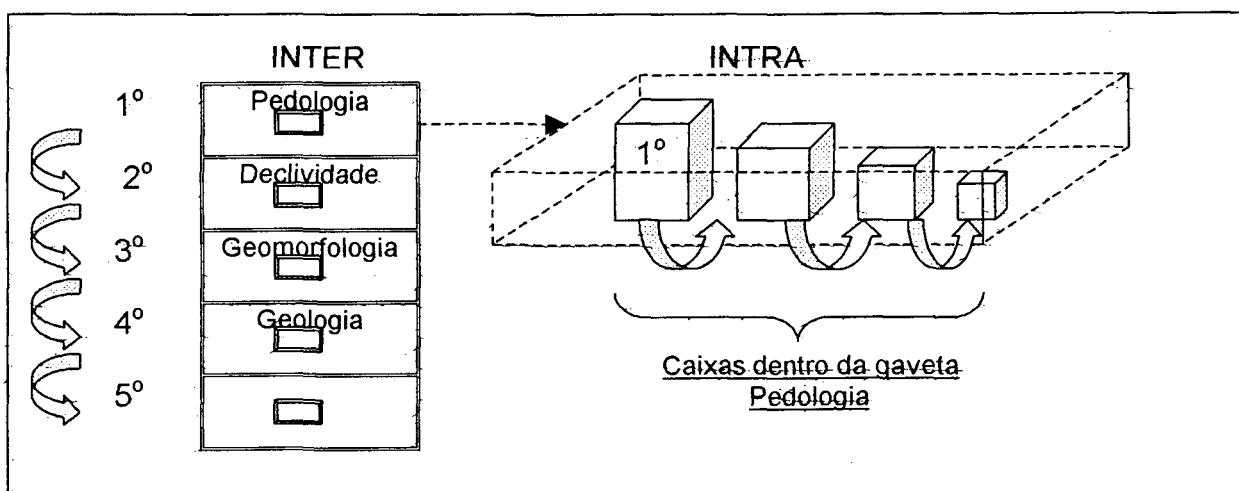 INTER
INTRA
1º
Pedologia
1º
2º
Declividade
3º
Geomorfologia
4º
Geologia
5º
Caixas dentro da gaveta
Pedologia